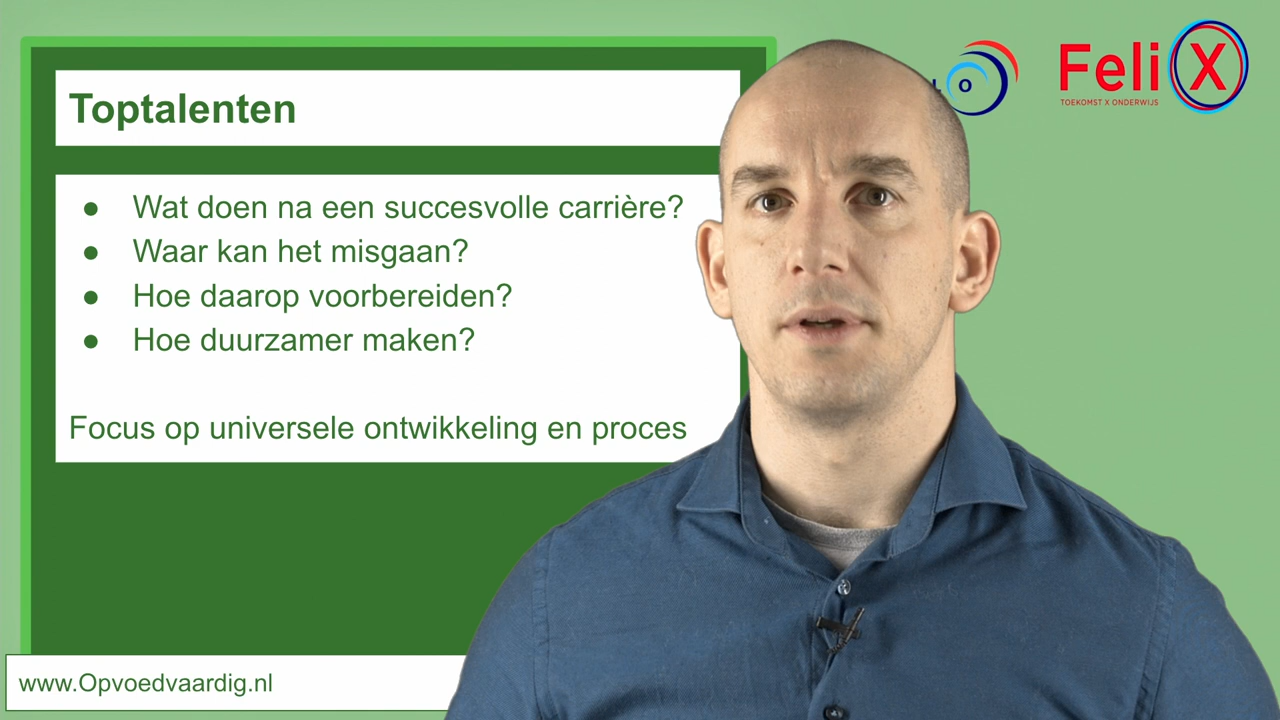 Toptalenten
FeliX
TOEKOMST X ONDERWIJS
● Wat doen na een succesvolle carrière?
● Waar kan het misgaan?
● Hoe daarop voorbereiden?
● Hoe duurzamer maken?
Focus op universele ontwikkeling en proces
www.Opvoedvaardig.nl